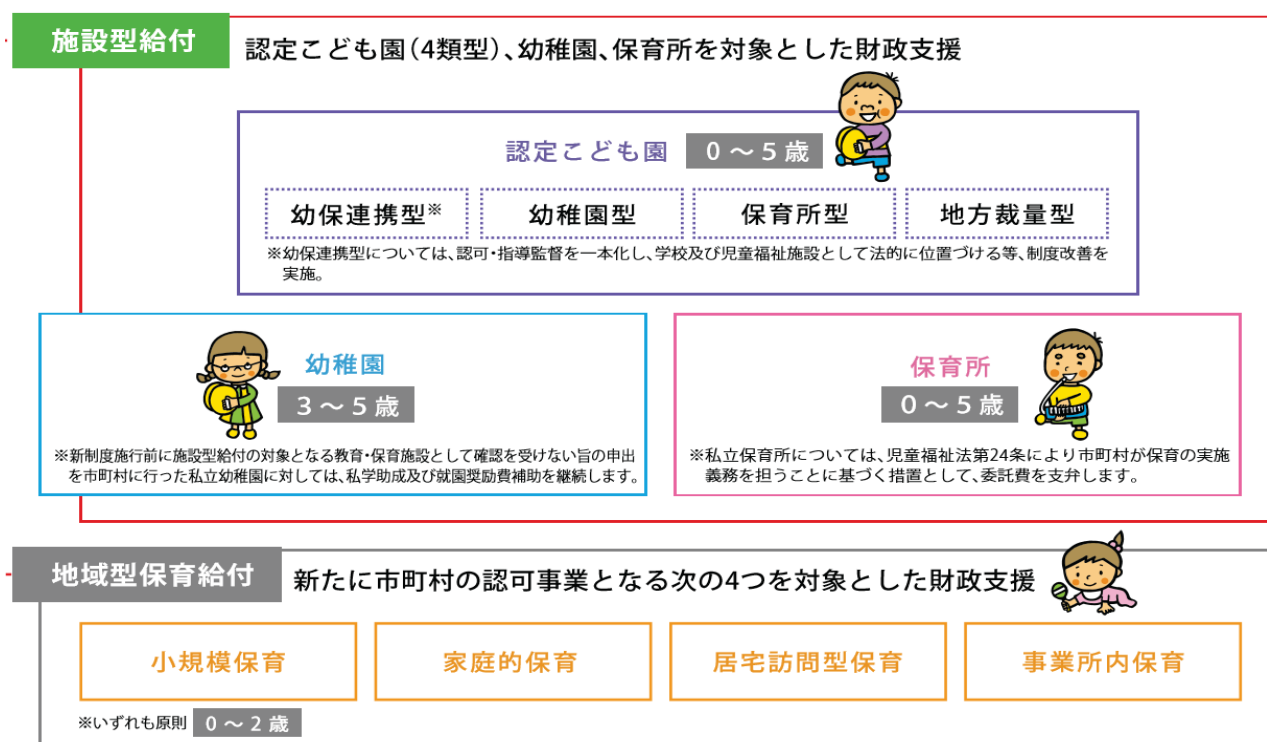 施設型給付
認定こども園(4類型)、幼稚園、保育所を対象とした財政支援
認定こども園 0～5歳
幼保連携型※
幼稚園型
保育所型
地方裁量型
※幼保連携型については、認可・指導監督を一本化し、学校及び児童福祉施設として法的に位置づける等、制度改善を
実施。
幼稚園
3～5歳
※新制度施行前に施設型給付の対象となる教育・保育施設として確認を受けない旨の申出
を市町村に行った私立幼稚園に対しては、私学助成及び就園奨励費補助を継続します。
保育所
0～5歳
※私立保育所については、児童福祉法第24条により市町村が保育の実施
義務を担うことに基づく措置として、委託費を支弁します。
地域型保育給付
新たに市町村の認可事業となる次の4つを対象とした財政支援
小規模保育
家庭的保育
居宅訪問型保育
事業所内保育
※いずれも原則 0～2歳